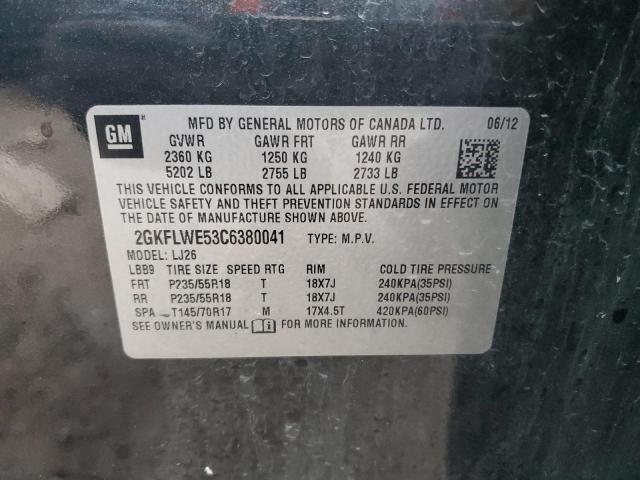 GM
MFD BY GENERAL MOTORS OF CANADA LTD. 06/12
GVWR GAWR FRT GAWR RR
2360 KG 1250 KG 1240 KG
5202 LB 2755 LB 2733 LB
THIS VEHICLE CONFORMS TO ALL APPLICABLE U.S. FEDERAL MOTOR
VEHICLE SAFETY AND THEFT PREVENTION STANDARDS IN EFFECT ON
THE DATE OF MANUFACTURE SHOWN ABOVE.
2GKFLWE53C6380041 TYPE: M.P.V.
MODEL: LJ26
LBB9 TIRE SIZE SPEED RTG RIM COLD TIRE PRESSURE
FRT P235/55R18 T 18X7J 240KPA(35PSI)
RR P235/55R18 T 18X7J 240KPA(35PSI)
SPA T145/70R17 M 17X4.5T 420KPA(60PSI)
SEE OWNER'S MANUAL FOR MORE INFORMATION.